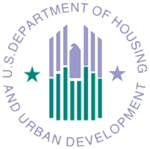 U.S.DEPARTMENT OF HOUSING
AND URBAN DEVELOPMENT